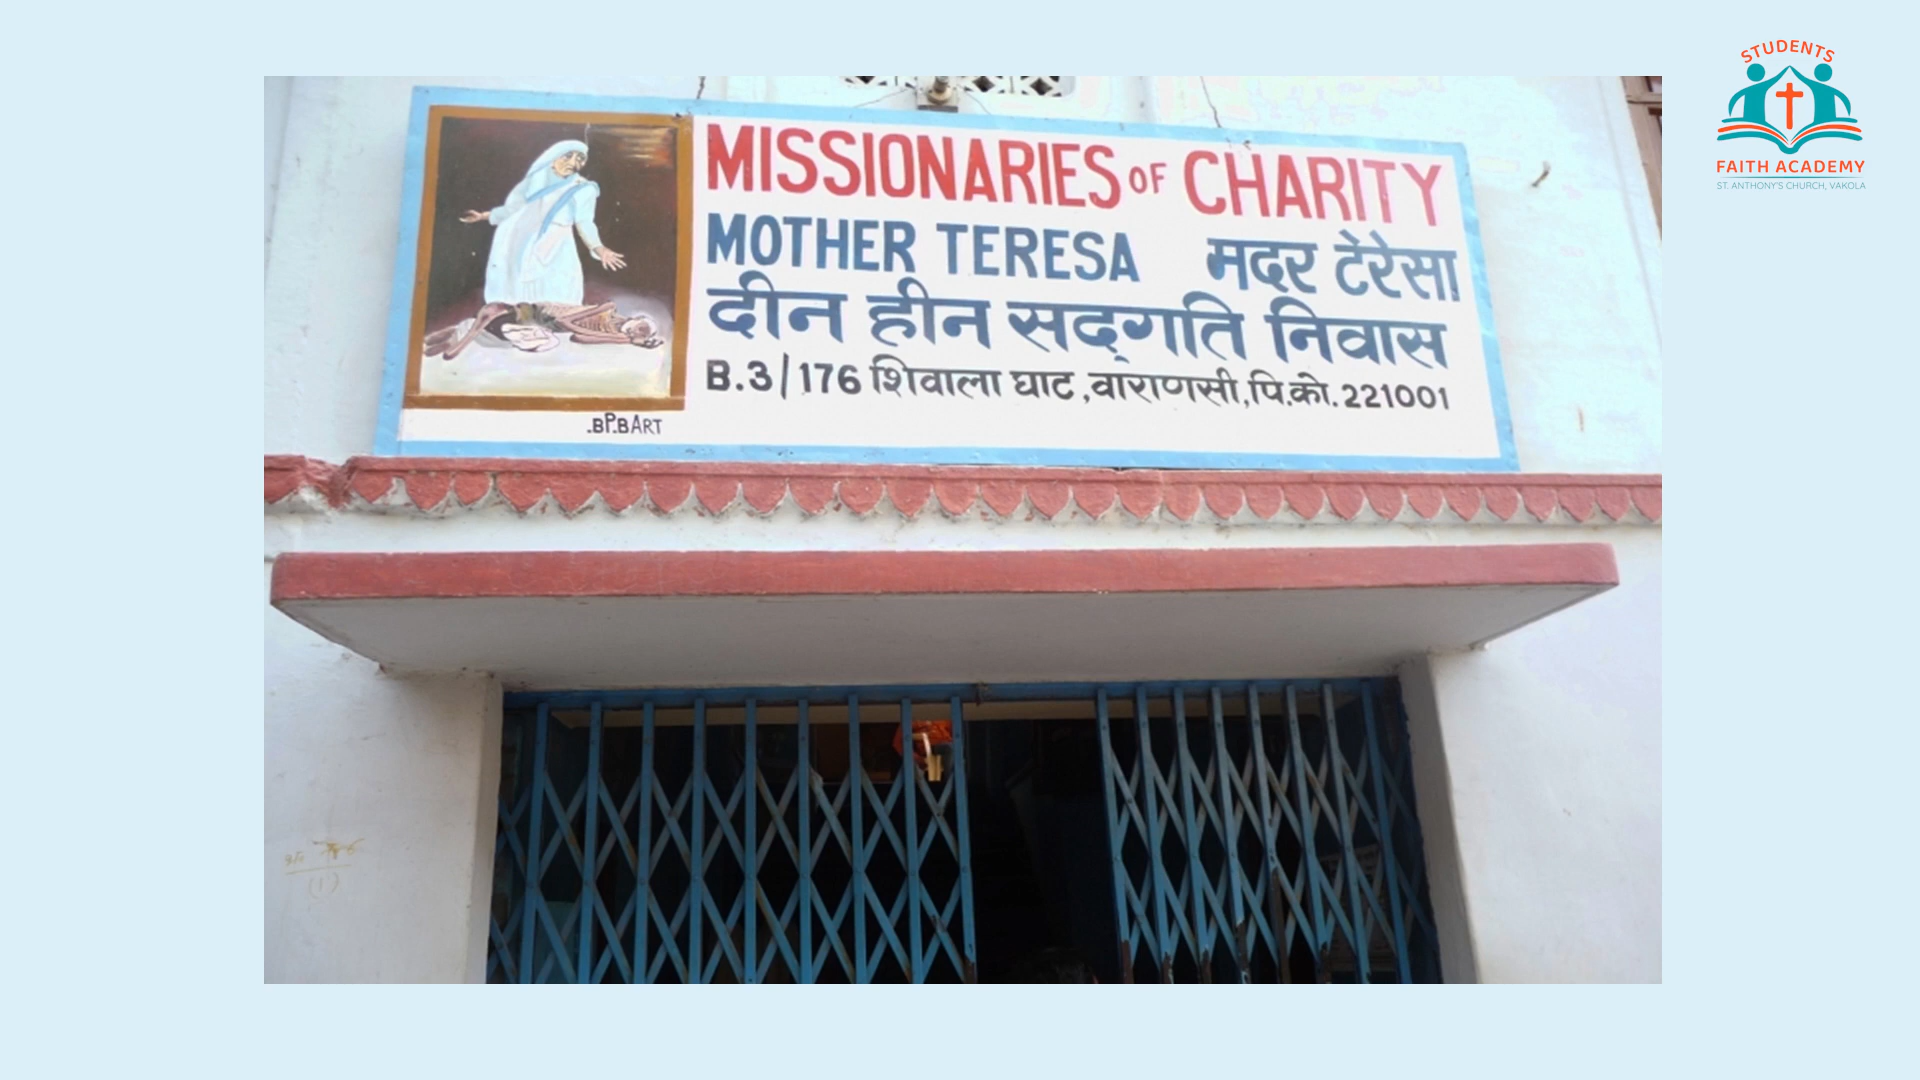 MISSIONARIES OF CHARITY
MOTHER TERESA मदर टेरेसा
दीन हीन सद्गति निवास
B.3/176 शिवाला घाट, वाराणसी, पि.को. 221001
.BP.BART
STUDENTS
FAITH ACADEMY
ST. ANTHONY'S CHURCH, VAKOLA